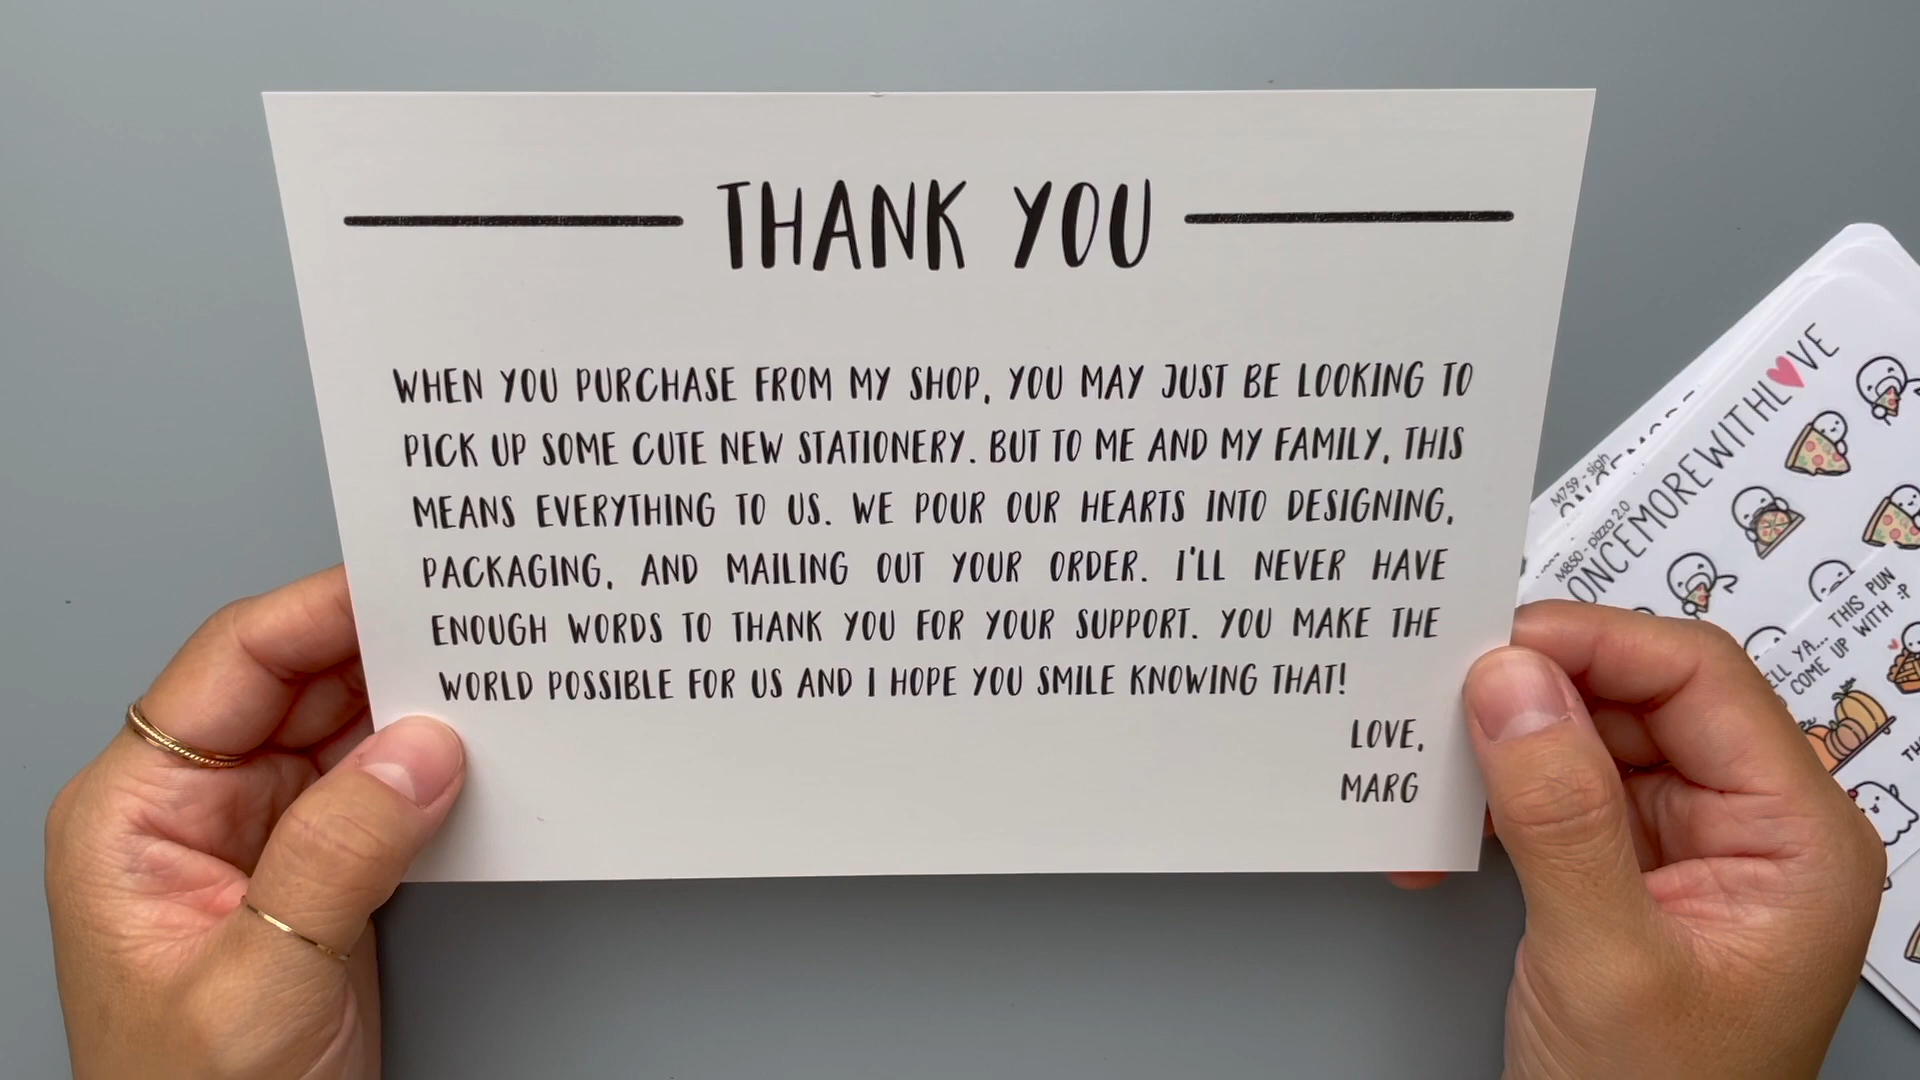 THANK YOU
WHEN YOU PURCHASE FROM MY SHOP, YOU MAY JUST BE LOOKING TO
PICK UP SOME CUTE NEW STATIONERY. BUT TO ME AND MY FAMILY, THIS
MEANS EVERYTHING TO US. WE POUR OUR HEARTS INTO DESIGNING,
PACKAGING, AND MAILING OUT YOUR ORDER. I'LL NEVER HAVE
ENOUGH WORDS TO THANK YOU FOR YOUR SUPPORT. YOU MAKE THE
WORLD POSSIBLE FOR US AND I HOPE YOU SMILE KNOWING THAT!
LOVE,
MARG
M759 - sigh
M850 - pizza 2.0
ONCEMOREWITHL♥VE
YA... THIS PUN
COME UP WITH :P